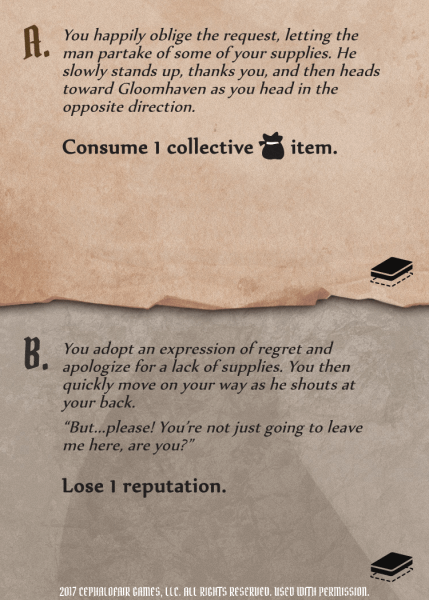 A. You happily oblige the request, letting the
man partake of some of your supplies. He
slowly stands up, thanks you, and then heads
toward Gloomhaven as you head in the
opposite direction.
Consume 1 collective item.
B. You adopt an expression of regret and
apologize for a lack of supplies. You then
quickly move on your way as he shouts at
your back.
“But...please! You’re not just going to leave
me here, are you?”
Lose 1 reputation.
2017 CEPHALOFAIR GAMES, LLC. ALL RIGHTS RESERVED. USED WITH PERMISSION.